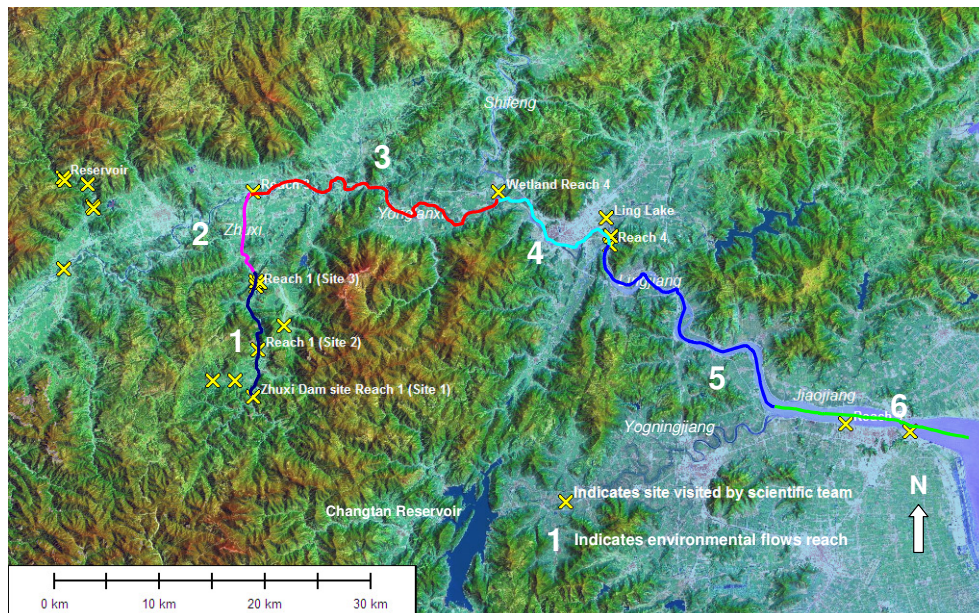 Shifeng
3
Reservoir
Reach
Wetland Reach 4
Ling Lake
2
Zhuxi
4
Reach 4
Reach 1 (Site 3)
Lingjiang
1
Reach 1 (Site 2)
5
Zhuxi Dam site Reach 1 (Site 1)
Jiaojiang
6
Reach
Yogningjiang
N
Indicates site visited by scientific team
Changtan Reservoir
1
Indicates environmental flows reach
0 km
10 km
20 km
30 km